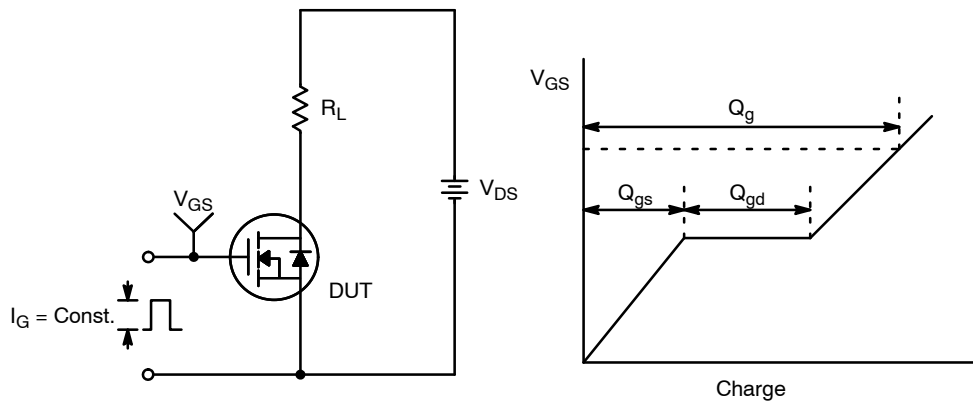 R_L
V_GS
V_DS
DUT
I_G = Const.
V_GS
Q_g
Q_gs
Q_gd
Charge